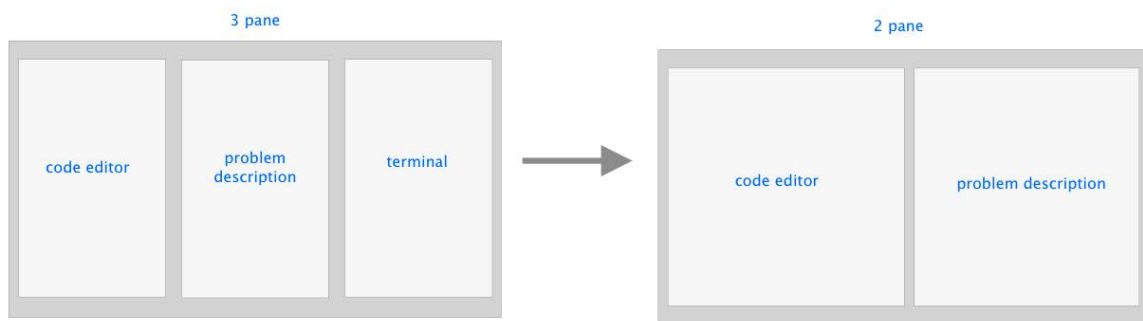 3 pane
code editor
problem
description
terminal
2 pane
code editor
problem description